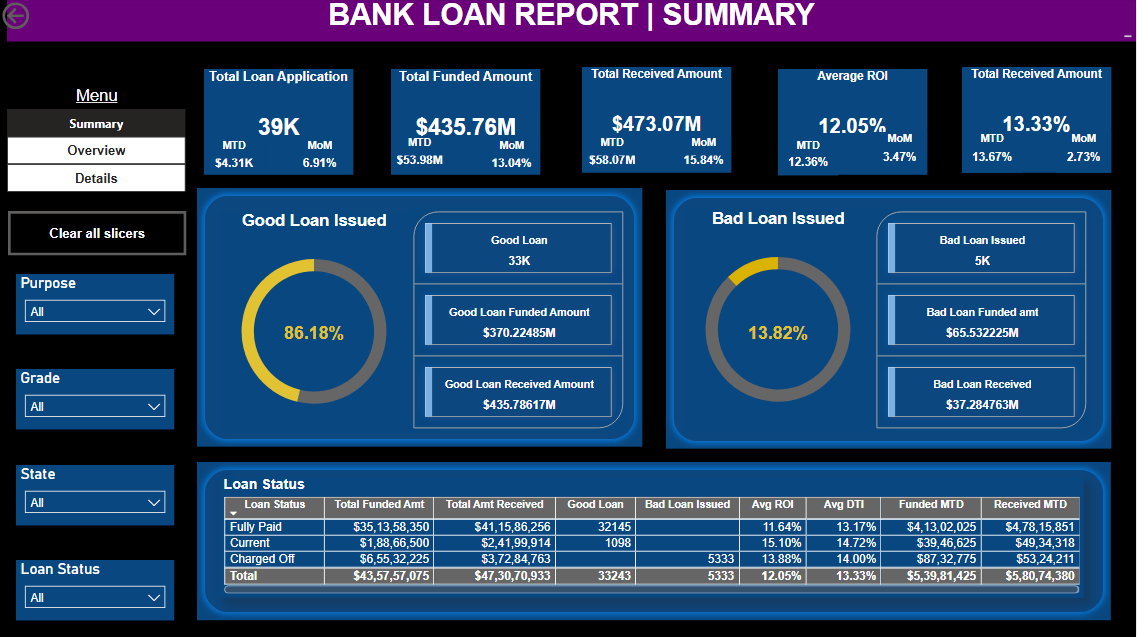 BANK LOAN REPORT | SUMMARY
Menu
Summary
Overview
Details
Clear all slicers
Purpose
All
Grade
All
State
All
Loan Status
All
Total Loan Application
39K
MTD MoM
$4.31K 6.91%
Total Funded Amount
$435.76M
MTD MoM
$53.98M 13.04%
Total Received Amount
$473.07M
MTD MoM
$58.07M 15.84%
Average ROI
12.05%
MTD MoM
12.36% 3.47%
Total Received Amount
13.33%
MTD MoM
13.67% 2.73%
Good Loan Issued
86.18%
Good Loan
33K
Good Loan Funded Amount
$370.22485M
Good Loan Received Amount
$435.78617M
Bad Loan Issued
13.82%
Bad Loan Issued
5K
Bad Loan Funded amt
$65.532225M
Bad Loan Received
$37.284763M
Loan Status
Loan Status Total Funded Amt Total Amt Received Good Loan Bad Loan Issued Avg ROI Avg DTI Funded MTD Received MTD
Fully Paid $35,13,58,350 $41,15,86,256 32145 11.64% 13.17% $4,13,02,025 $4,78,15,851
Current $1,88,66,500 $2,41,99,914 1098 15.10% 14.72% $39,46,625 $49,34,318
Charged Off $6,55,32,225 $3,72,84,763 5333 13.88% 14.00% $87,32,775 $53,24,211
Total $43,57,57,075 $47,30,70,933 33243 5333 12.05% 13.33% $5,39,81,425 $5,80,74,380